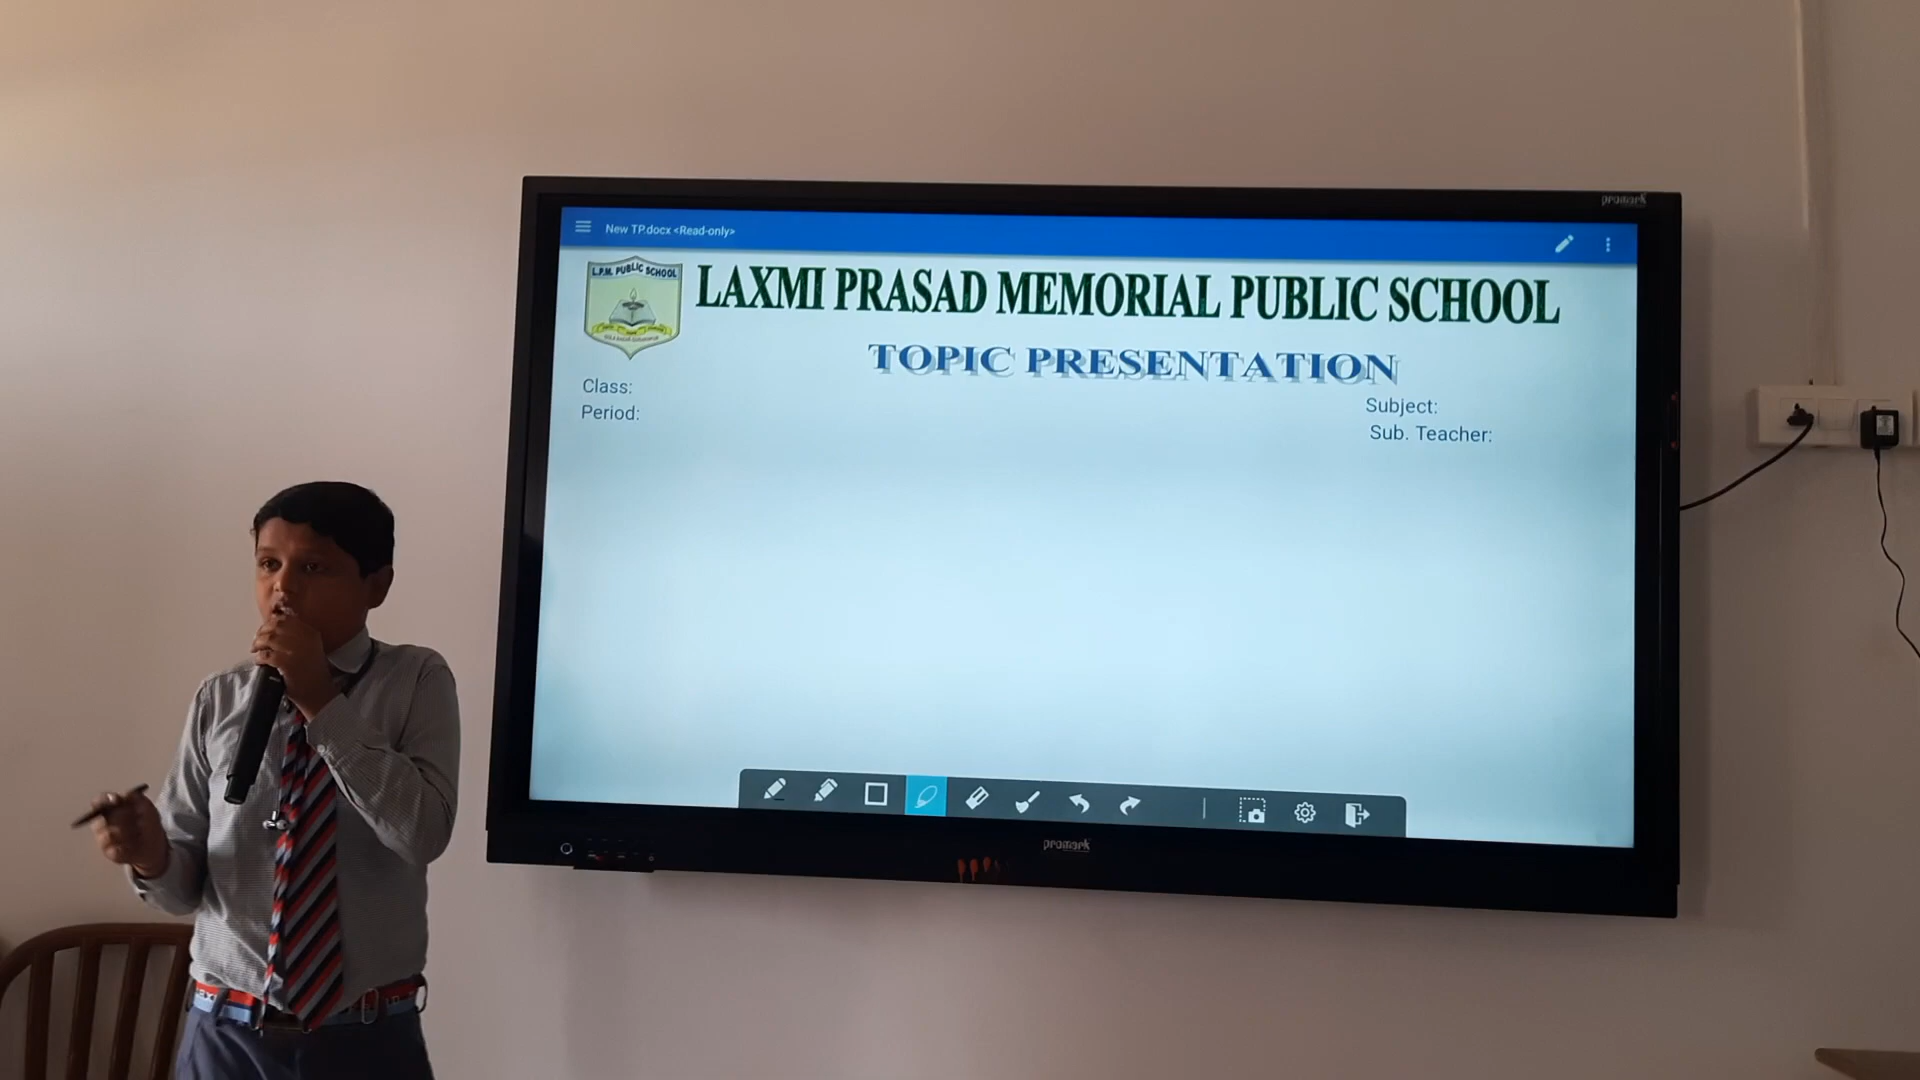 promark
New TP.docx <Read-only>
L.P.M. PUBLIC SCHOOL
LAXMI PRASAD MEMORIAL PUBLIC SCHOOL
TOPIC PRESENTATION
Class:
Subject:
Period:
Sub. Teacher:
promark